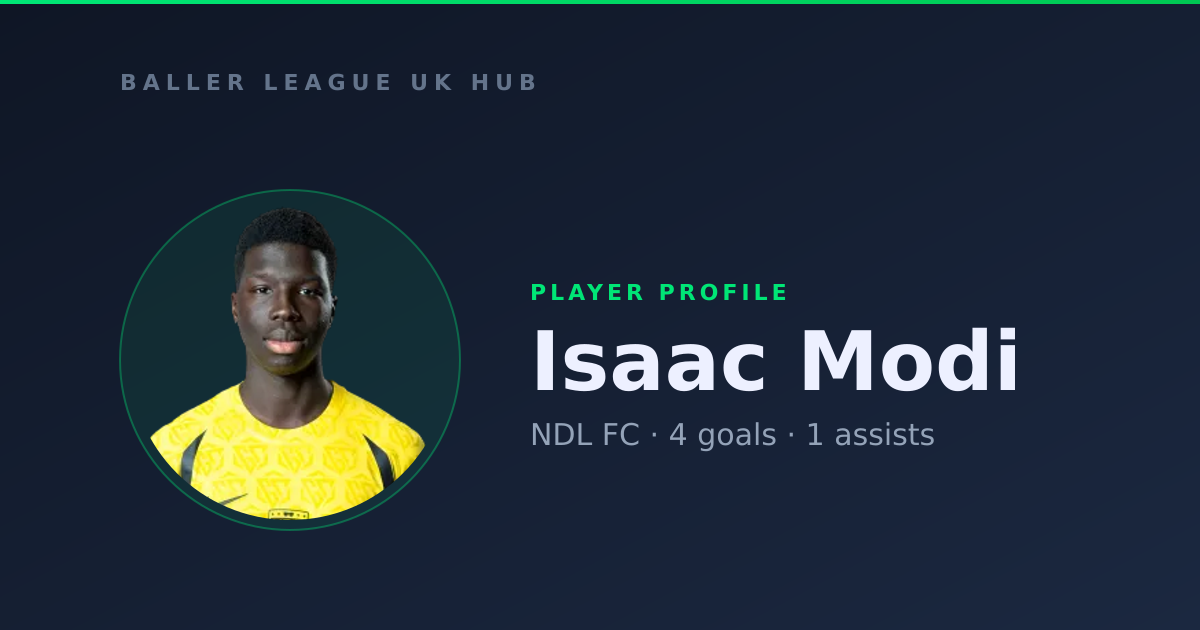 BALLER LEAGUE UK HUB
PLAYER PROFILE
Isaac Modi
NDL FC · 4 goals · 1 assists